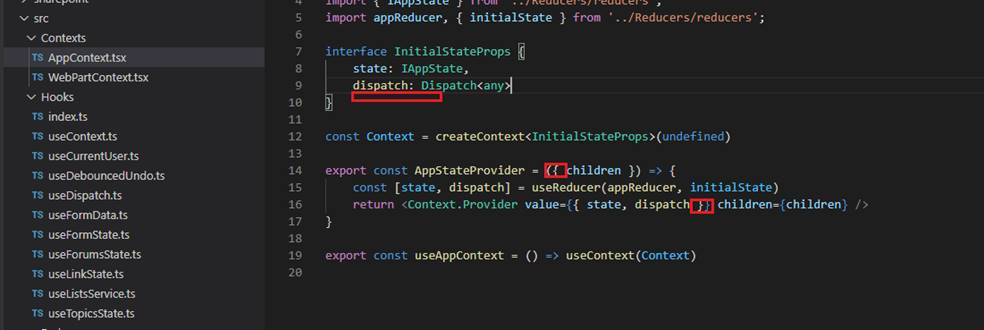 sharepoint
src
Contexts
TS AppContext.tsx
TS WebPartContext.tsx
Hooks
TS index.ts
TS useContext.ts
TS useCurrentUser.ts
TS useDebouncedUndo.ts
TS useDispatch.ts
TS useFormData.ts
TS useFormState.ts
TS useForumsState.ts
TS useLinkState.ts
TS useListsService.ts
TS useTopicsState.ts
4 import { IAppState } from '../Reducers/reducers';
5 import appReducer, { initialState } from '../Reducers/reducers';
6
7 interface InitialStateProps {
8 state: IAppState,
9 dispatch: Dispatch<any>
10 }
11
12 const Context = createContext<InitialStateProps>(undefined)
13
14 export const AppStateProvider = ({ children }) => {
15 const [state, dispatch] = useReducer(appReducer, initialState)
16 return <Context.Provider value={{ state, dispatch }} children={children} />
17 }
18
19 export const useAppContext = () => useContext(Context)
20